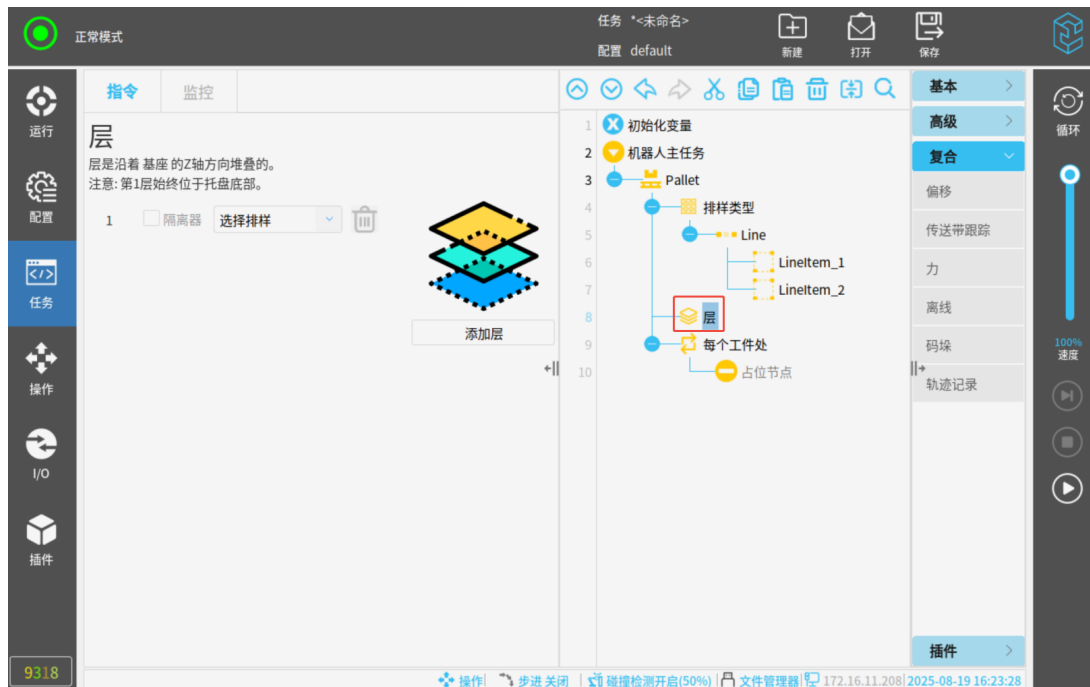 任务 *<未命名>
正常模式
配置 default
新建
打开
保存
运行
配置
任务
操作
I/O
插件
9318
指令
监控
层
层是沿着 基座 的Z轴方向堆叠的。
注意: 第1层始终位于托盘底部。
1
隔离器
选择排样
添加层
1 初始化变量
2 机器人主任务
3 Pallet
4 排样类型
5 Line
6 LineItem_1
7 LineItem_2
8 层
9 每个工件处
10 占位节点
基本
高级
复合
偏移
传送带跟踪
力
离线
码垛
轨迹记录
插件
循环
100%
速度
操作
步进 关闭
碰撞检测开启(50%)
文件管理器
172.16.11.208
2025-08-19 16:23:28